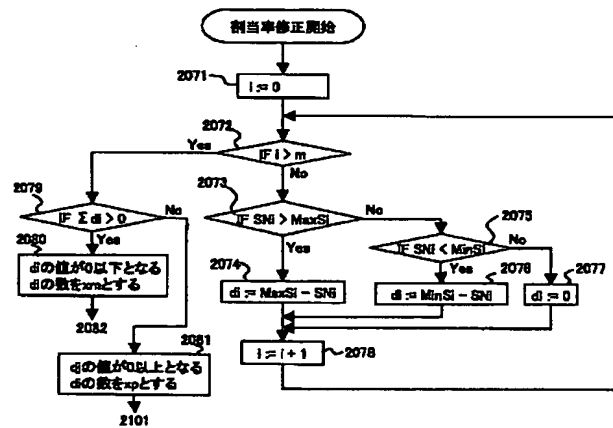 割当率修正開始
2071
i := 0
2072
Yes
IF i > m
No
2079
2073
IF Σ di > 0
No
IF SNi > MaxSi
No
2075
2080
Yes
Yes
IF SNi < MinSi
No
diの値が0以下となる
diの数をxmとする
2074
di := MaxSi − SNi
Yes
2076
di := MinSi − SNi
2077
di := 0
2082
2081
i := i + 1
2078
diの値が0以上となる
diの数をxpとする
2101